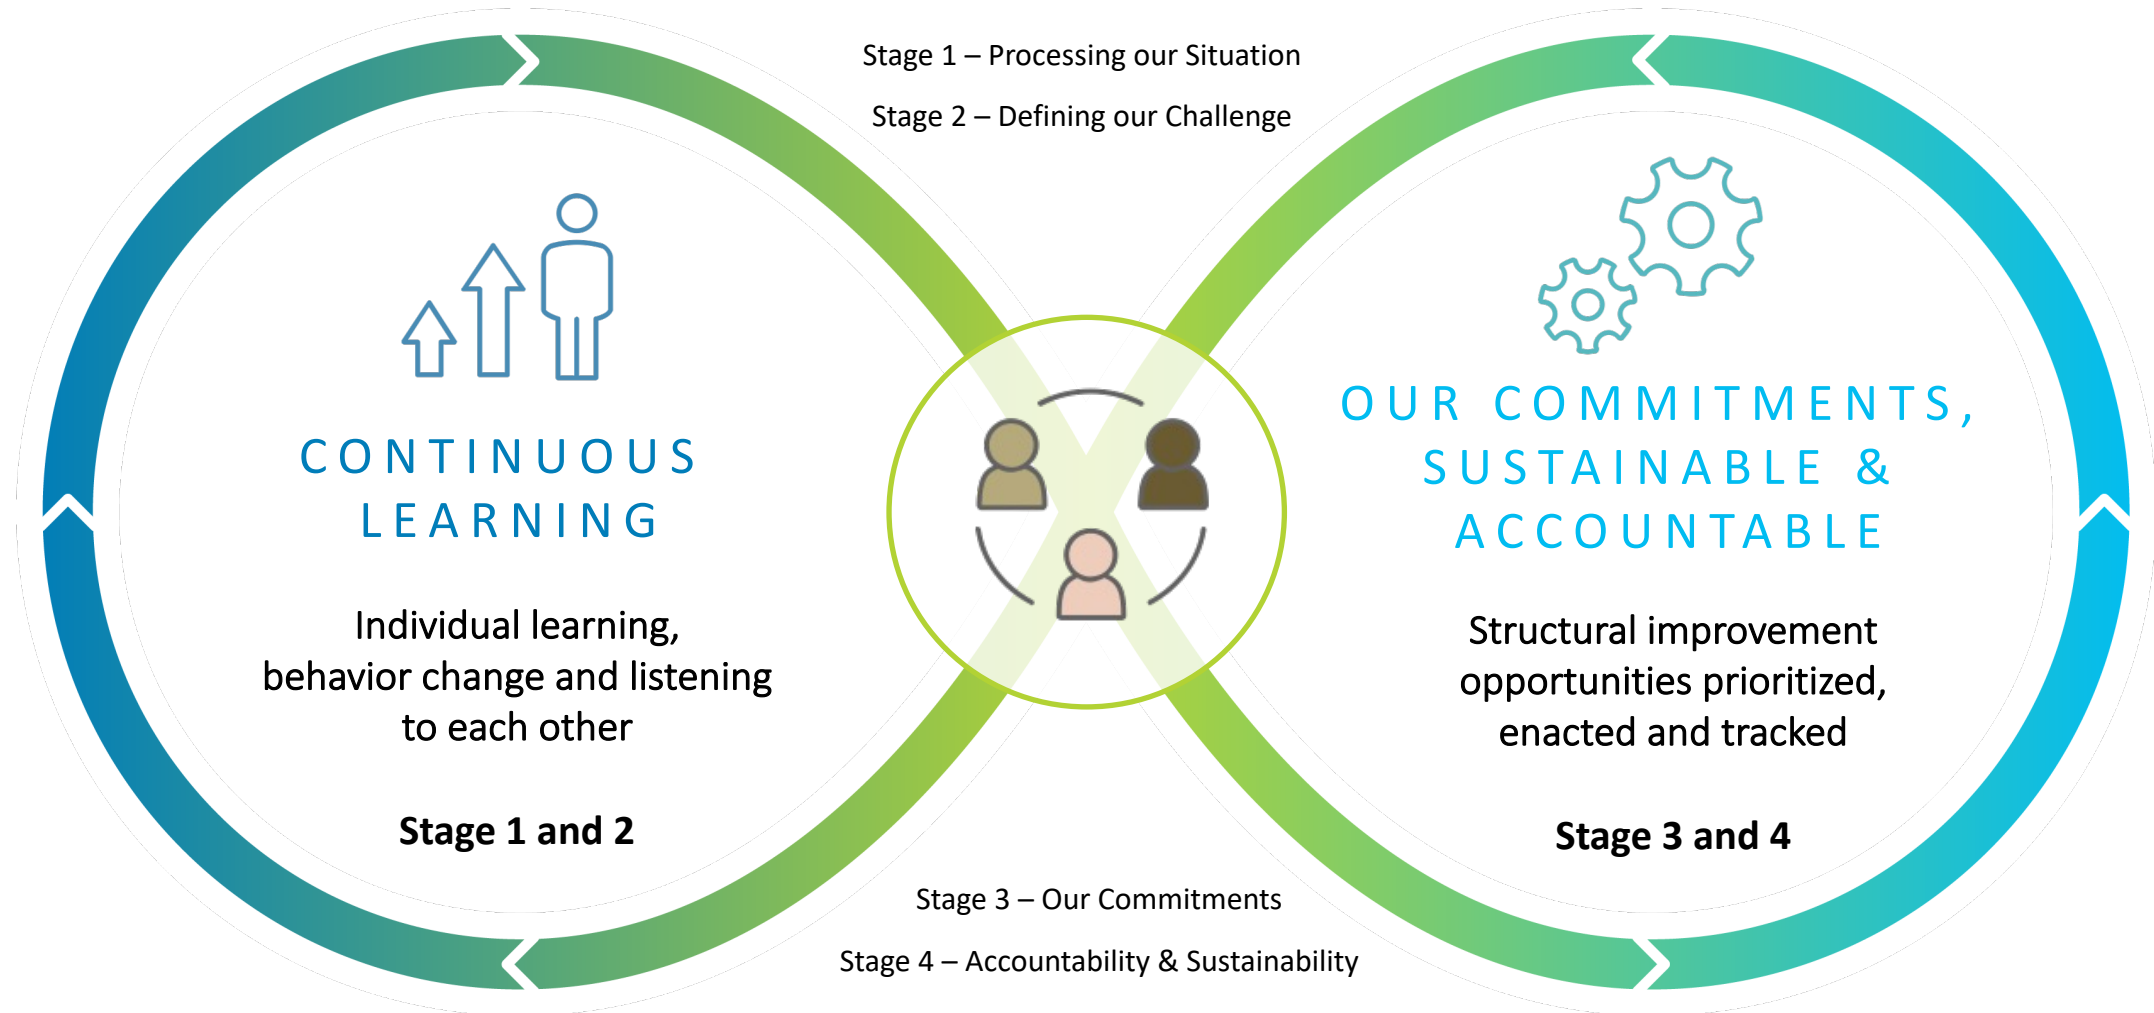 Stage 1 – Processing our Situation
Stage 2 – Defining our Challenge
CONTINUOUS
LEARNING
Individual learning,
behavior change and listening
to each other
Stage 1 and 2
OUR COMMITMENTS,
SUSTAINABLE &
ACCOUNTABLE
Structural improvement
opportunities prioritized,
enacted and tracked
Stage 3 and 4
Stage 3 – Our Commitments
Stage 4 – Accountability & Sustainability